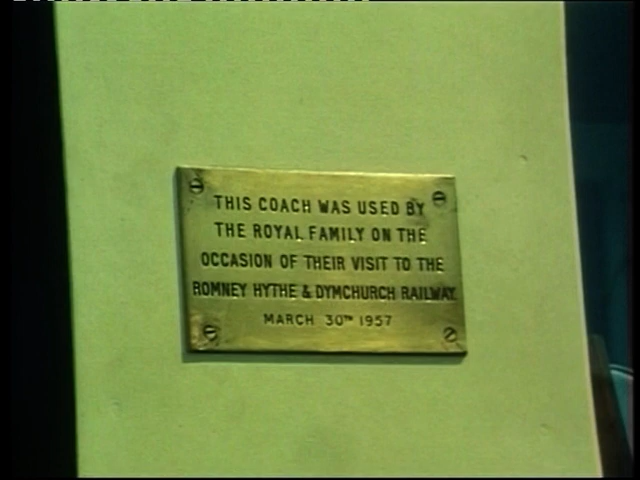 THIS COACH WAS USED BY
THE ROYAL FAMILY ON THE
OCCASION OF THEIR VISIT TO THE
ROMNEY HYTHE & DYMCHURCH RAILWAY.
MARCH 30TH 1957